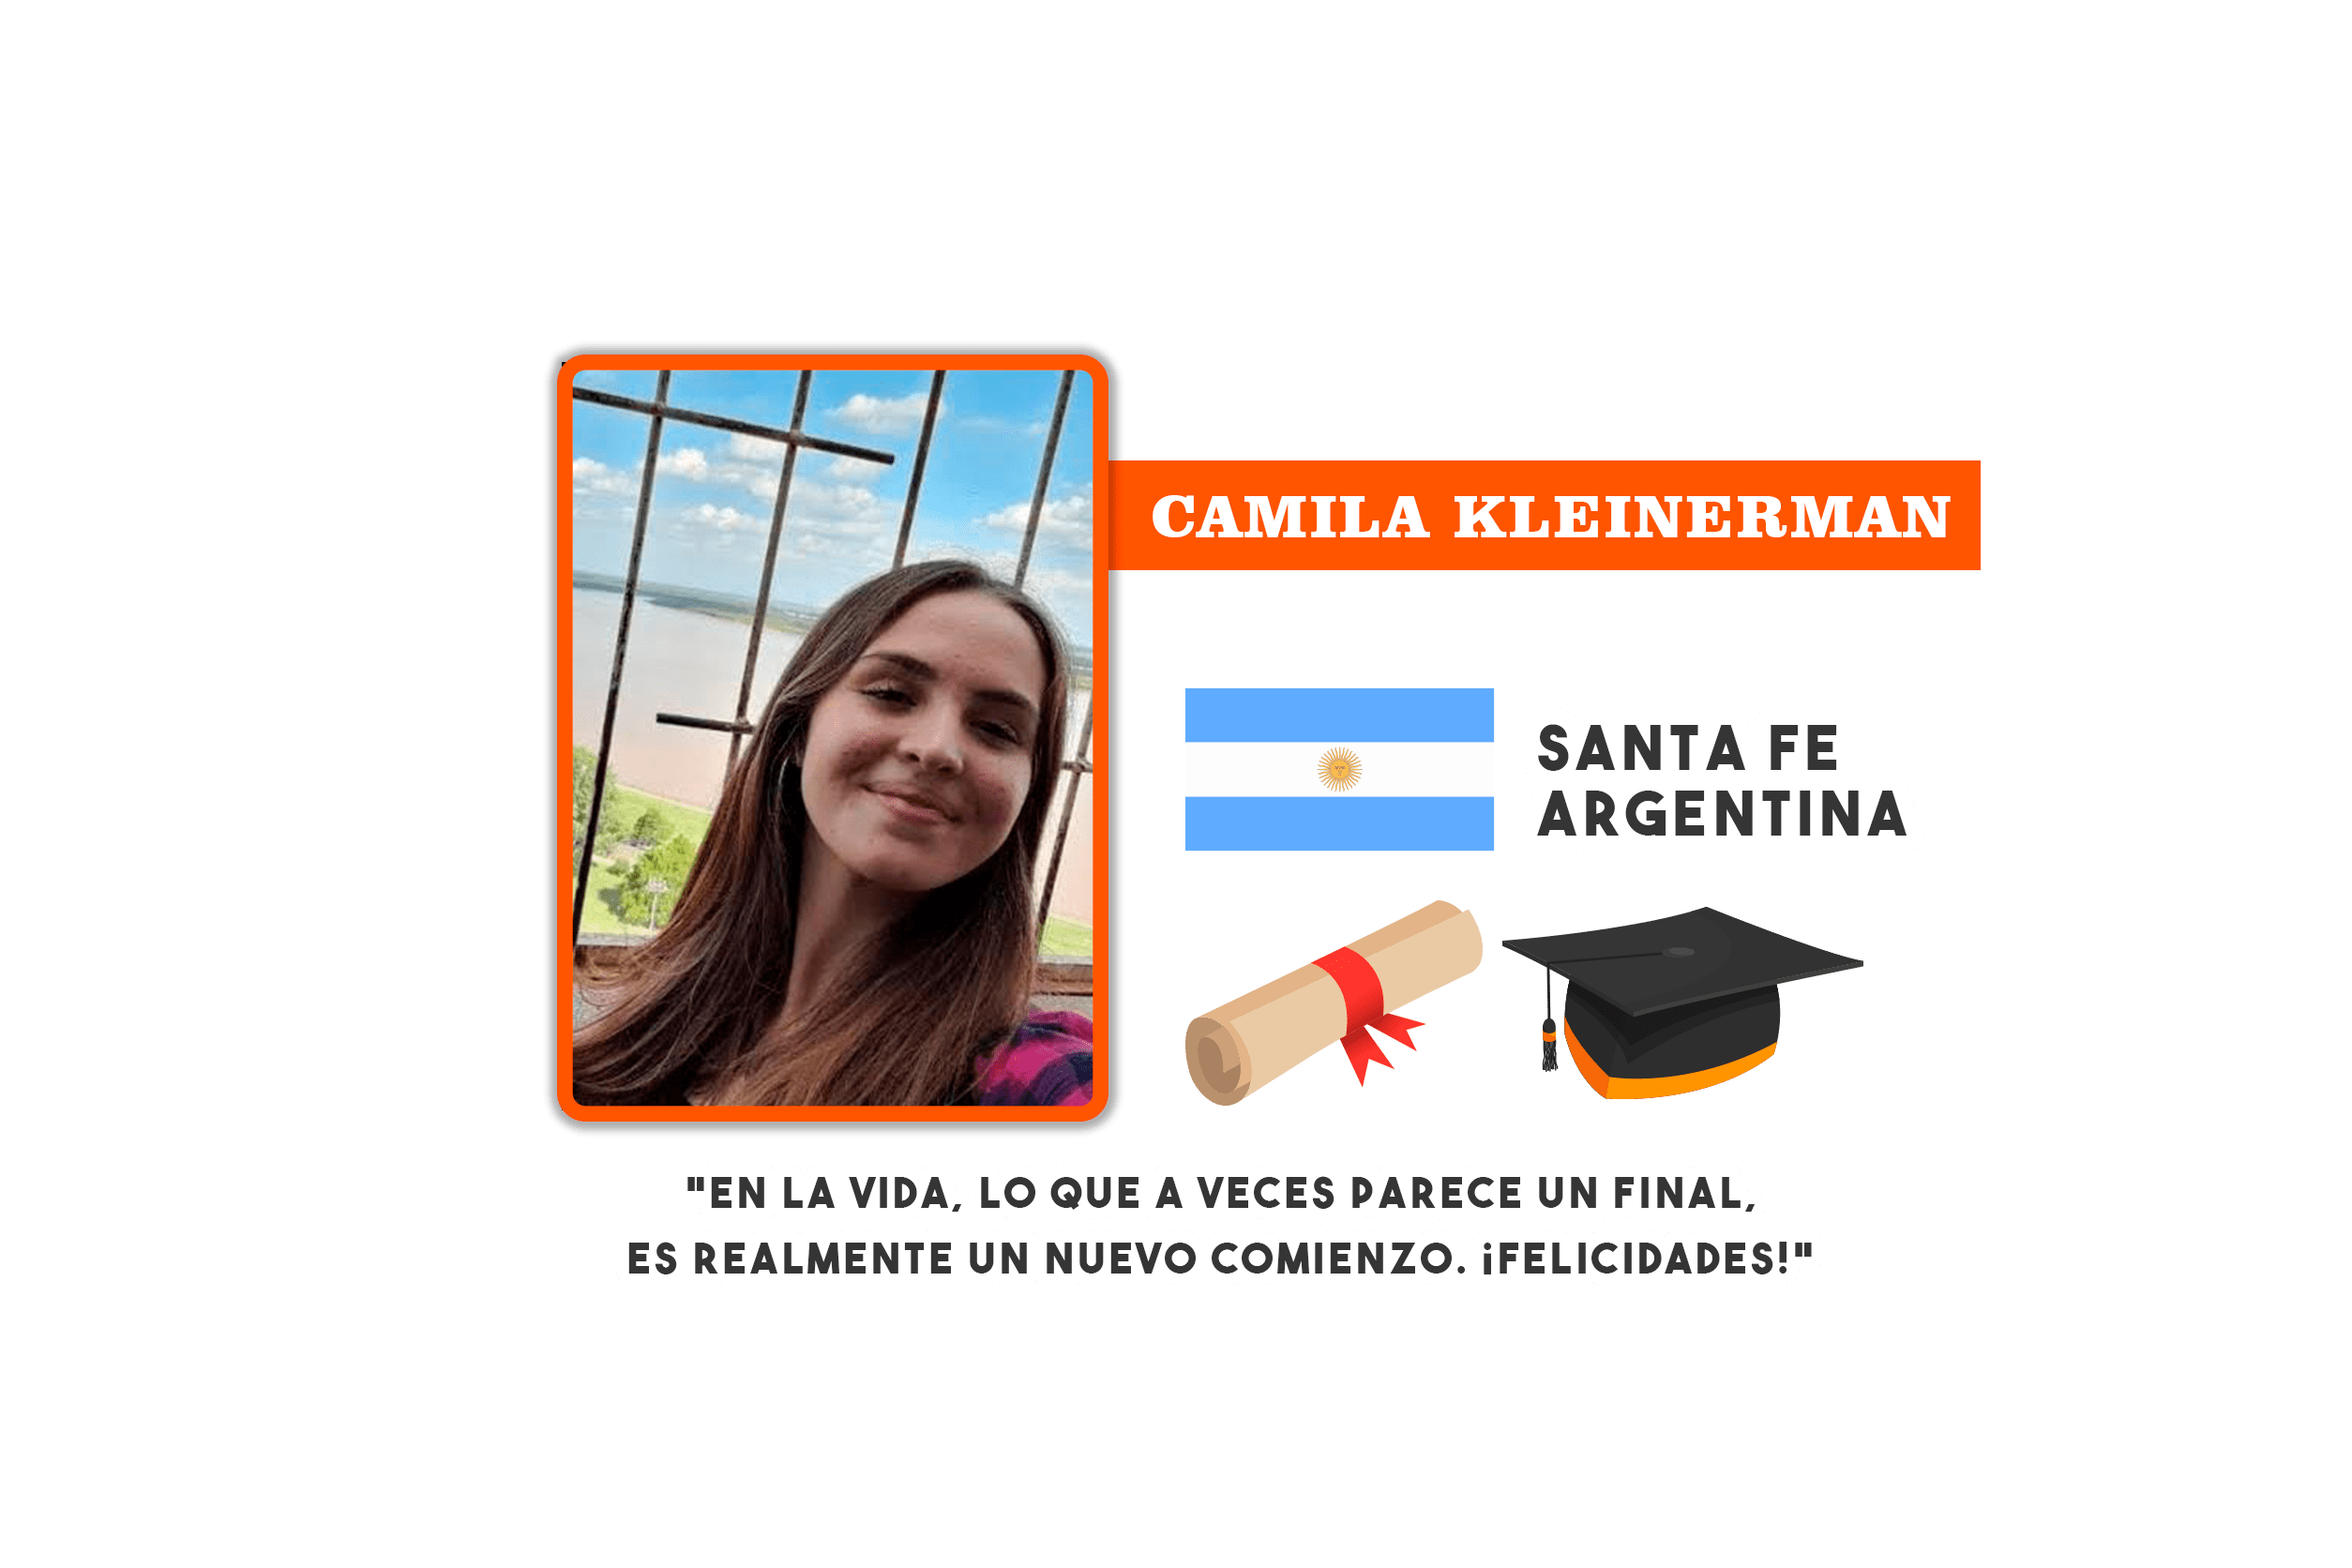 CAMILA KLEINERMAN
SANTA FE
ARGENTINA
"EN LA VIDA, LO QUE A VECES PARECE UN FINAL,
ES REALMENTE UN NUEVO COMIENZO. ¡FELICIDADES!"